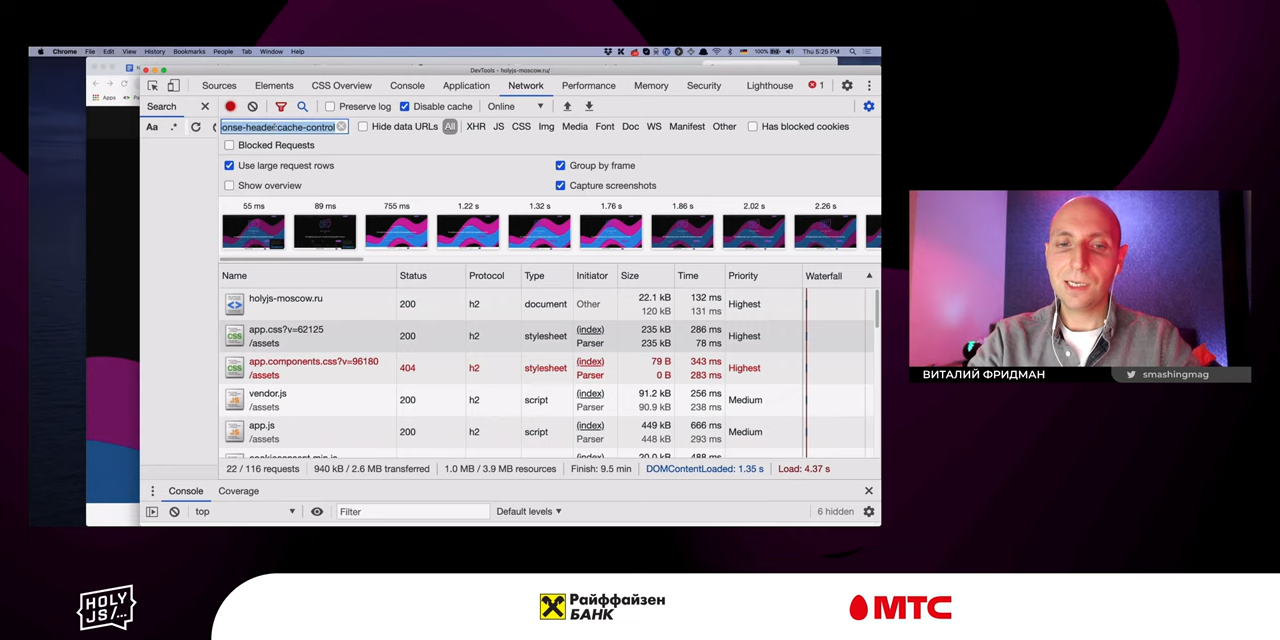 Chrome File Edit View History Bookmarks People Tab Window Help 100% Thu 5:25 PM
DevTools - holyjs-moscow.ru/
Apps
Sources Elements CSS Overview Console Application Network Performance Memory Security Lighthouse 1
Search Preserve log Disable cache Online
Aa .* onse-header:cache-control Hide data URLs All XHR JS CSS Img Media Font Doc WS Manifest Other Has blocked cookies
Blocked Requests
Use large request rows Group by frame
Show overview Capture screenshots
55 ms 89 ms 755 ms 1.22 s 1.32 s 1.76 s 1.86 s 2.02 s 2.26 s
Name Status Protocol Type Initiator Size Time Priority Waterfall
holyjs-moscow.ru 200 h2 document Other 22.1 kB 132 ms Highest
120 kB 131 ms
app.css?v=62125 200 h2 stylesheet (index) 235 kB 286 ms Highest
/assets Parser 235 kB 78 ms
app.components.css?v=96180 404 h2 stylesheet (index) 79 B 343 ms Highest
/assets Parser 0 B 283 ms
vendor.js 200 h2 script (index) 91.2 kB 256 ms Medium
/assets Parser 90.9 kB 238 ms
app.js 200 h2 script (index) 449 kB 666 ms Medium
/assets Parser 448 kB 293 ms
22 / 116 requests 940 kB / 2.6 MB transferred 1.0 MB / 3.9 MB resources Finish: 9.5 min DOMContentLoaded: 1.35 s Load: 4.37 s
Console Coverage
top Filter Default levels 6 hidden
ВИТАЛИЙ ФРИДМАН smashingmag
HOLY
JS/...
Райффайзен
БАНК
МТС